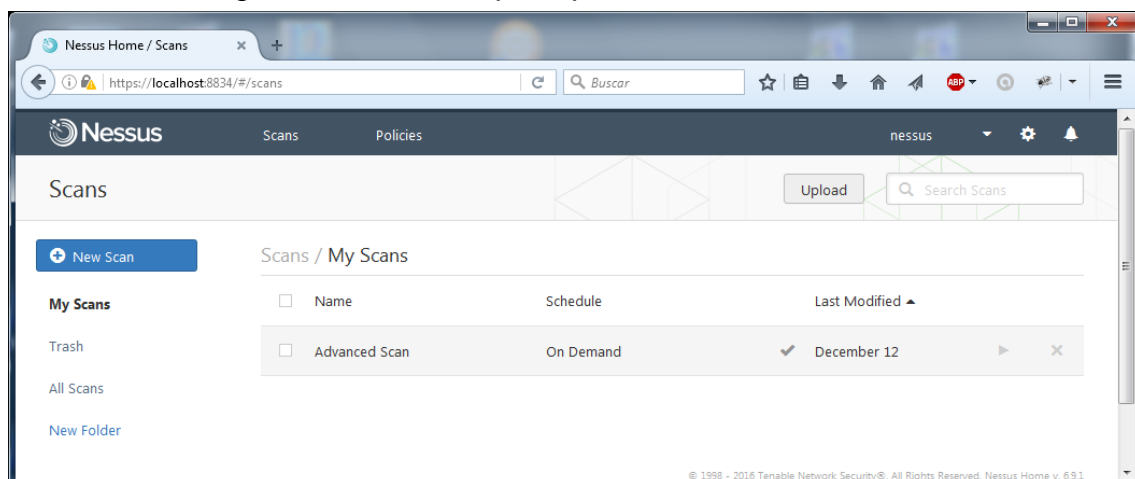 Nessus Home / Scans
https://localhost:8834/#/scans
Buscar
ABP
Nessus
Scans
Policies
nessus
Scans
Upload
Search Scans
New Scan
Scans / My Scans
My Scans
Name
Schedule
Last Modified
Trash
Advanced Scan
On Demand
December 12
All Scans
New Folder
© 1998 - 2016 Tenable Network Security®. All Rights Reserved. Nessus Home v. 6.9.1